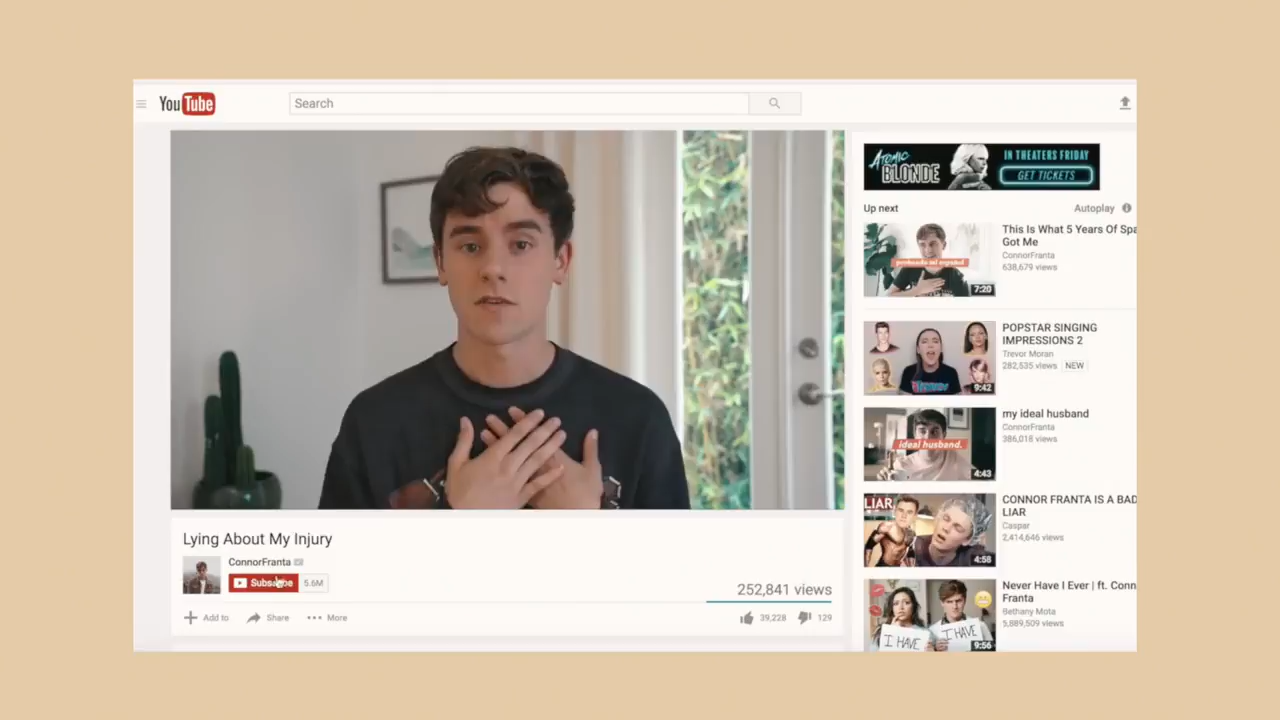 YouTube
Search
ATOMIC
BLONDE
IN THEATERS FRIDAY
GET TICKETS
Up next
Autoplay
This Is What 5 Years Of Spa
Got Me
ConnorFranta
638,679 views
7:20
POPSTAR SINGING
IMPRESSIONS 2
Trevor Moran
282,535 views NEW
9:42
my ideal husband
ConnorFranta
386,018 views
ideal husband.
4:43
CONNOR FRANTA IS A BAD
LIAR
Caspar
2,414,646 views
LIAR
4:58
Never Have I Ever | ft. Conn
Franta
Bethany Mota
5,889,509 views
I HAVE
I HAVE
9:56
Lying About My Injury
ConnorFranta
Subscribe 5.6M
252,841 views
Add to Share More
39,228 129